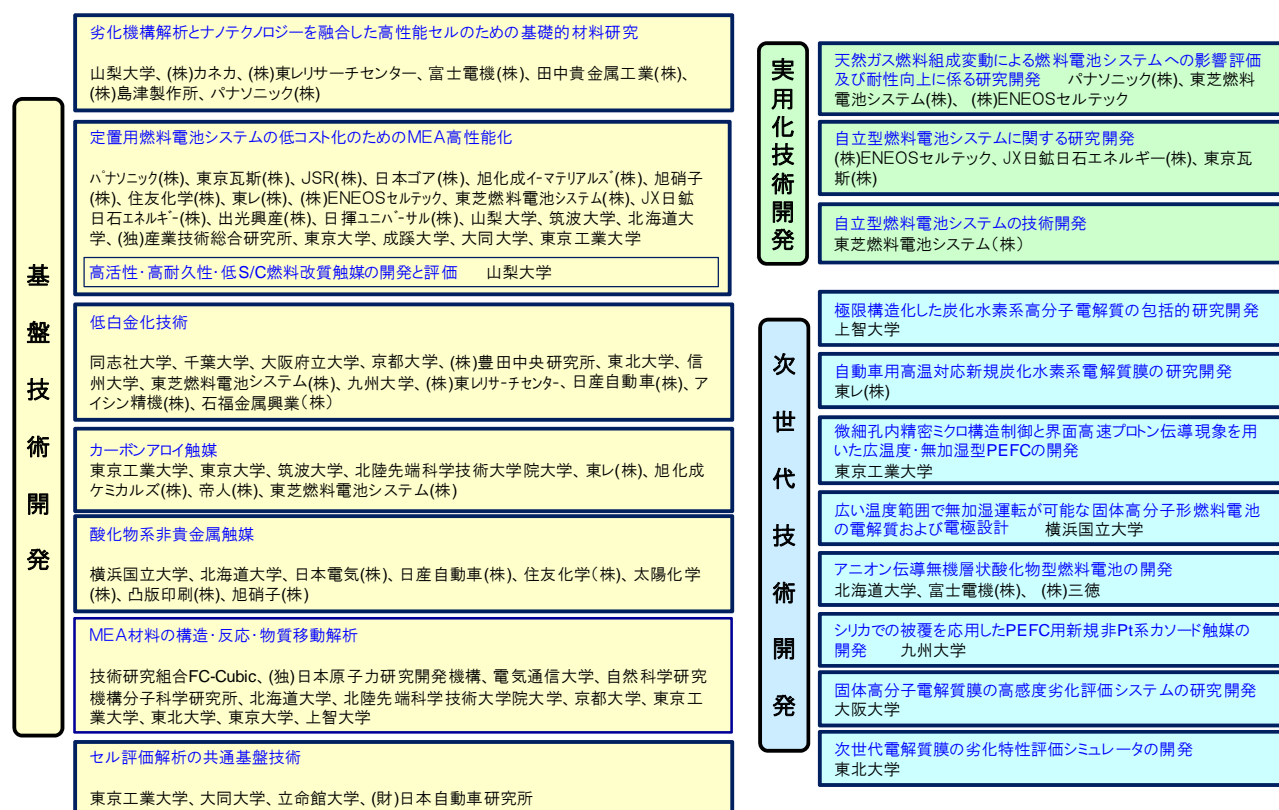 基盤技術開発
劣化機構解析とナノテクノロジーを融合した高性能セルのための基礎的材料研究
山梨大学、(株)カネカ、(株)東レリサーチセンター、富士電機(株)、田中貴金属工業(株)、
(株)島津製作所、パナソニック(株)
定置用燃料電池システムの低コスト化のためのMEA高性能化
パナソニック(株)、東京瓦斯(株)、JSR(株)、日本ゴア(株)、旭化成イーマテリアルズ(株)、旭硝子
(株)、住友化学(株)、東レ(株)、(株)ENEOSセルテック、東芝燃料電池システム(株)、JX日鉱
日石エネルギー(株)、出光興産(株)、日揮ユニバーサル(株)、山梨大学、筑波大学、北海道大
学、(独)産業技術総合研究所、東京大学、成蹊大学、大同大学、東京工業大学
高活性・高耐久性・低S/C燃料改質触媒の開発と評価　山梨大学
低白金化技術
同志社大学、千葉大学、大阪府立大学、京都大学、(株)豊田中央研究所、東北大学、信
州大学、東芝燃料電池システム(株)、九州大学、(株)東レリサーチセンター、日産自動車(株)、ア
イシン精機(株)、石福金属興業(株)
カーボンアロイ触媒
東京工業大学、東京大学、筑波大学、北陸先端科学技術大学院大学、東レ(株)、旭化成
ケミカルズ(株)、帝人(株)、東芝燃料電池システム(株)
酸化物系非貴金属触媒
横浜国立大学、北海道大学、日本電気(株)、日産自動車(株)、住友化学(株)、太陽化学
(株)、凸版印刷(株)、旭硝子(株)
MEA材料の構造・反応・物質移動解析
技術研究組合FC-Cubic、(独)日本原子力研究開発機構、電気通信大学、自然科学研究
機構分子科学研究所、北海道大学、北陸先端科学技術大学院大学、京都大学、東京工
業大学、東北大学、東京大学、上智大学
セル評価解析の共通基盤技術
東京工業大学、大同大学、立命館大学、(財)日本自動車研究所
実用化技術開発
天然ガス燃料組成変動による燃料電池システムへの影響評価
及び耐性向上に係る研究開発　パナソニック(株)、東芝燃料
電池システム(株)、(株)ENEOSセルテック
自立型燃料電池システムに関する研究開発
(株)ENEOSセルテック、JX日鉱日石エネルギー(株)、東京瓦
斯(株)
自立型燃料電池システムの技術開発
東芝燃料電池システム(株)
次世代技術開発
極限構造化した炭化水素系高分子電解質の包括的研究開発
上智大学
自動車用高温対応新規炭化水素系電解質膜の研究開発
東レ(株)
微細孔内精密ミクロ構造制御と界面高速プロトン伝導現象を用
いた広温度・無加湿型PEFCの開発
東京工業大学
広い温度範囲で無加湿運転が可能な固体高分子形燃料電池
の電解質および電極設計　横浜国立大学
アニオン伝導無機層状酸化物型燃料電池の開発
北海道大学、富士電機(株)、(株)三徳
シリカでの被覆を応用したPEFC用新規非Pt系カソード触媒の
開発　九州大学
固体高分子電解質膜の高感度劣化評価システムの研究開発
大阪大学
次世代電解質膜の劣化特性評価シミュレータの開発
東北大学